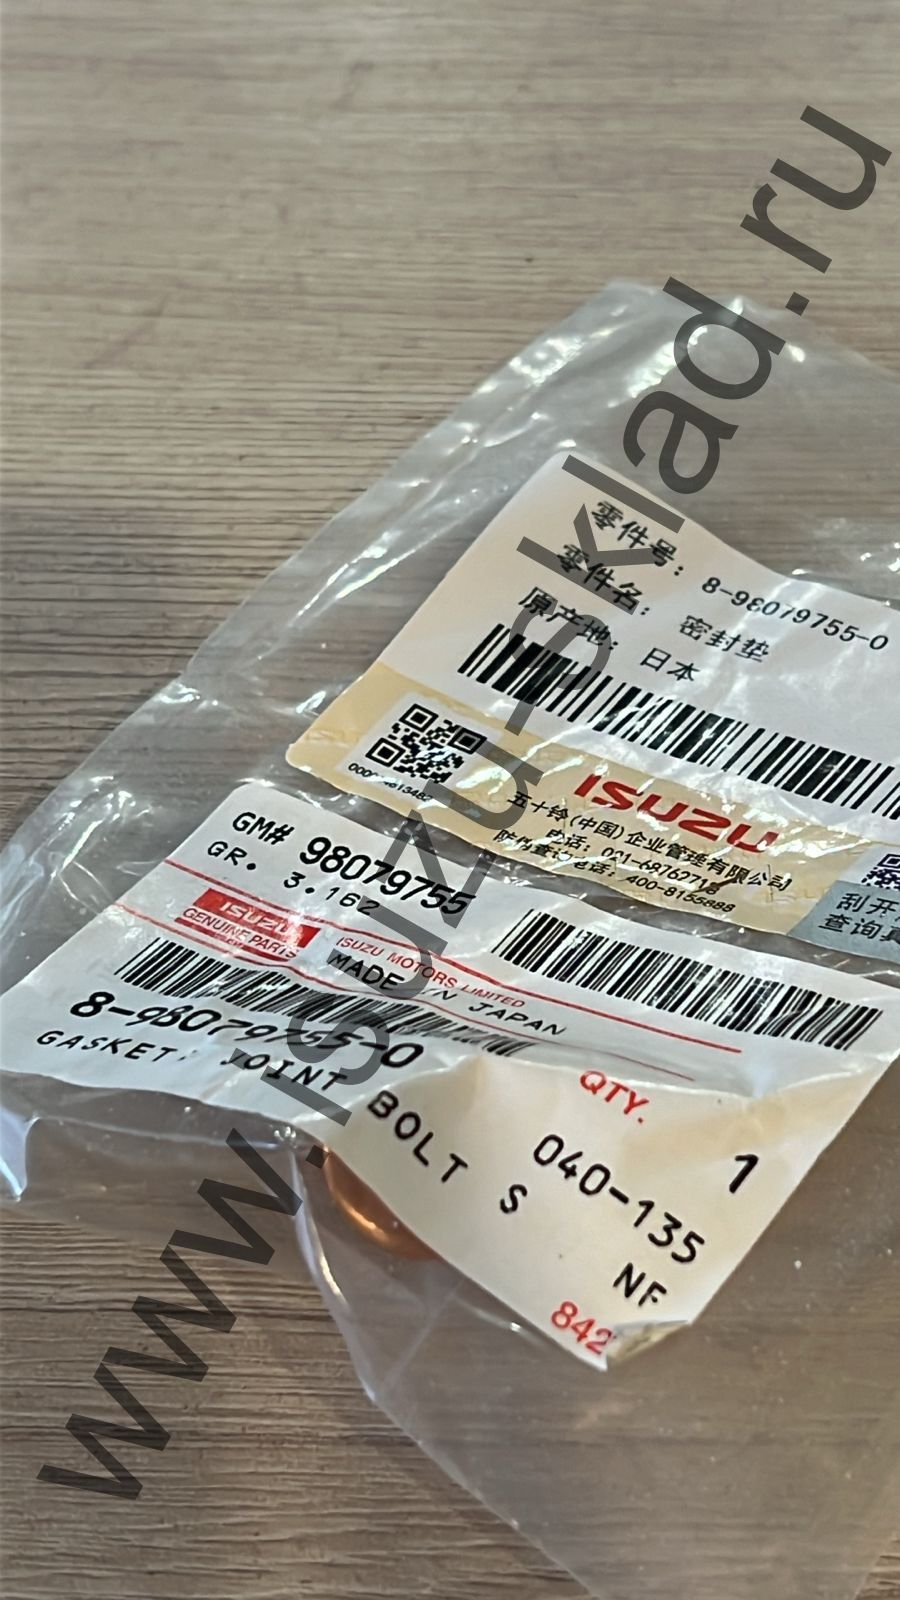 零件号: 8-98079755-0
零件名: 密封垫
原产地: 日本
ISUZU
五十铃(中国)企业管理有限公司
电话: 021-69762718
防伪查询电话: 400-8155888
刮开
查询真
GM# 98079755
GR. 3.162
ISUZU
GENUINE PARTS
ISUZU MOTORS LIMITED
MADE IN JAPAN
8-98079755-0
GASKET; JOINT BOLT S
QTY. 1
040-135
NF
842
www.isuzu-sklad.ru